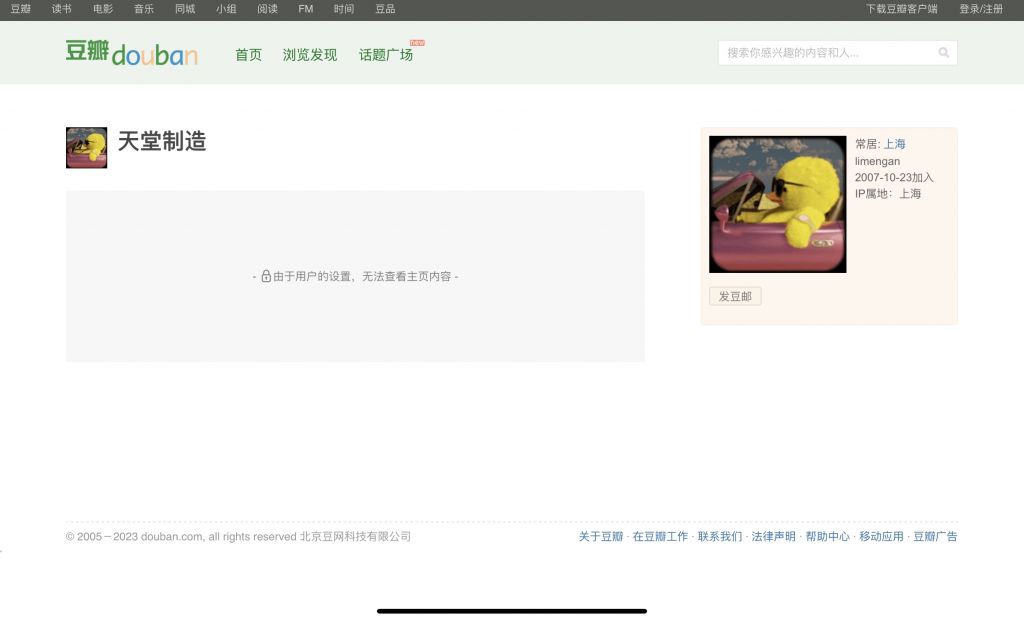 豆瓣 读书 电影 音乐 同城 小组 阅读 FM 时间 豆品 下载豆瓣客户端 登录/注册
豆瓣 douban 首页 浏览发现 话题广场 new 搜索你感兴趣的内容和人...
天堂制造
常居: 上海
limengan
2007-10-23加入
IP属地：上海
- 由于用户的设置，无法查看主页内容 -
发豆邮
© 2005－2023 douban.com, all rights reserved 北京豆网科技有限公司
关于豆瓣 · 在豆瓣工作 · 联系我们 · 法律声明 · 帮助中心 · 移动应用 · 豆瓣广告